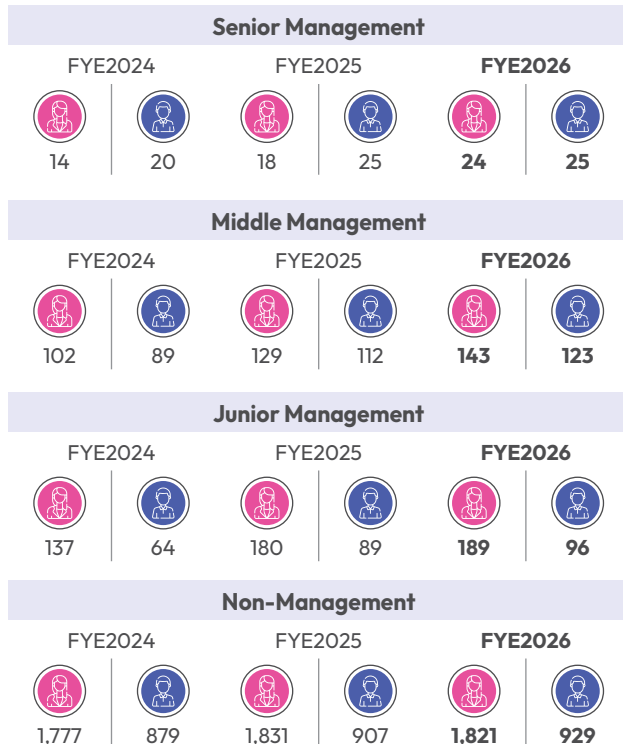 Senior Management
FYE2024 FYE2025 FYE2026
14 20 18 25 24 25
Middle Management
FYE2024 FYE2025 FYE2026
102 89 129 112 143 123
Junior Management
FYE2024 FYE2025 FYE2026
137 64 180 89 189 96
Non-Management
FYE2024 FYE2025 FYE2026
1,777 879 1,831 907 1,821 929